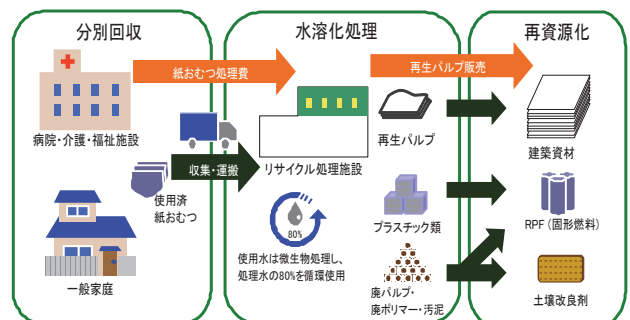 分別回収
水溶化処理
再資源化
紙おむつ処理費
再生パルプ販売
病院・介護・福祉施設
収集・運搬
使用済
紙おむつ
一般家庭
リサイクル処理施設
80%
使用水は微生物処理し、
処理水の80%を循環使用
再生パルプ
プラスチック類
廃パルプ・
廃ポリマー・汚泥
建築資材
RPF（固形燃料）
土壌改良剤